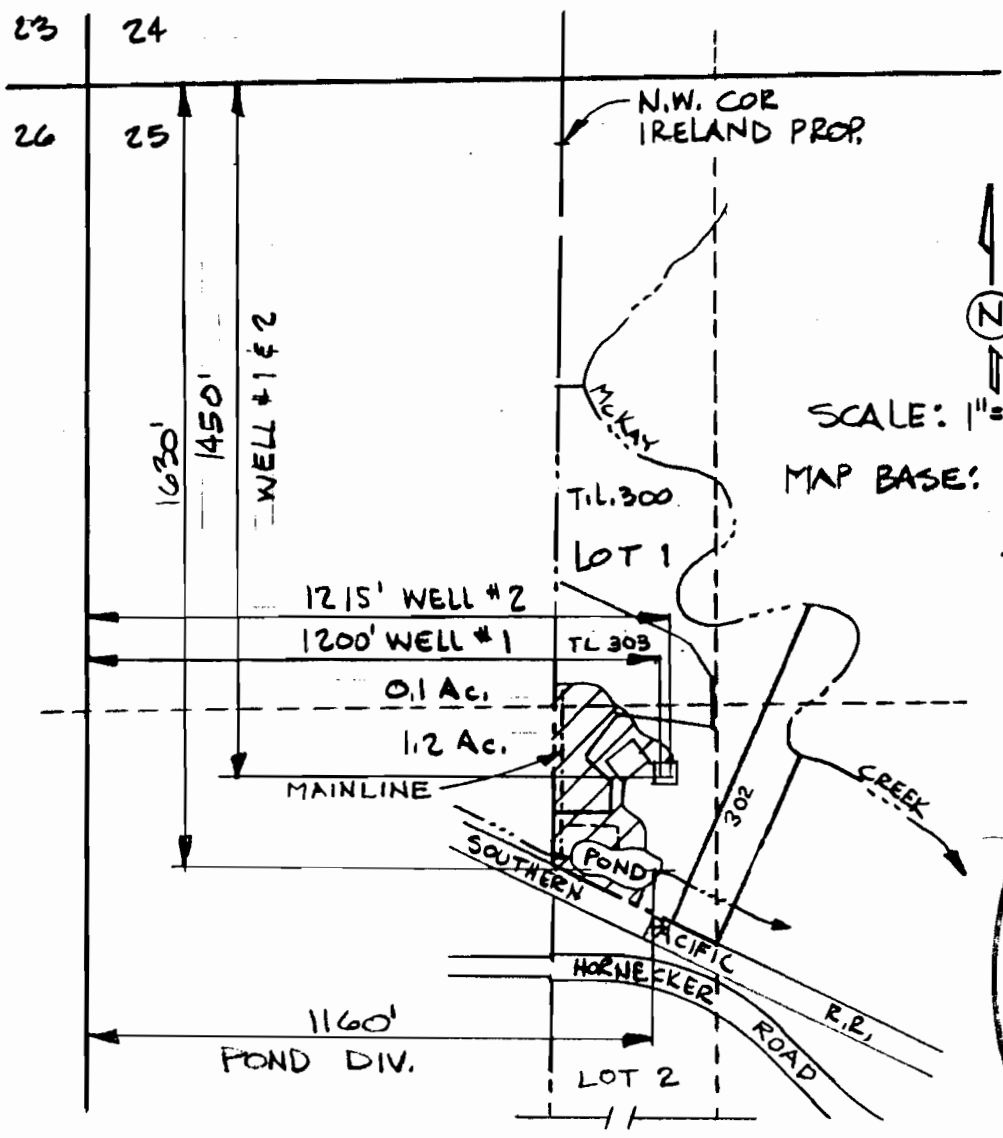 23 24
N.W. COR
IRELAND PROP.
26 25
N
SCALE: 1"=
MAP BASE:
1630'
1450'
WELL #1 & 2
McKAY
T.L. 300
LOT 1
1215' WELL #2
1200' WELL #1
TL 303
0.1 Ac.
1.2 Ac.
MAINLINE
CREEK
302
POND
SOUTHERN
PACIFIC
R.R.
HORNECKER
ROAD
1160'
POND DIV.
LOT 2